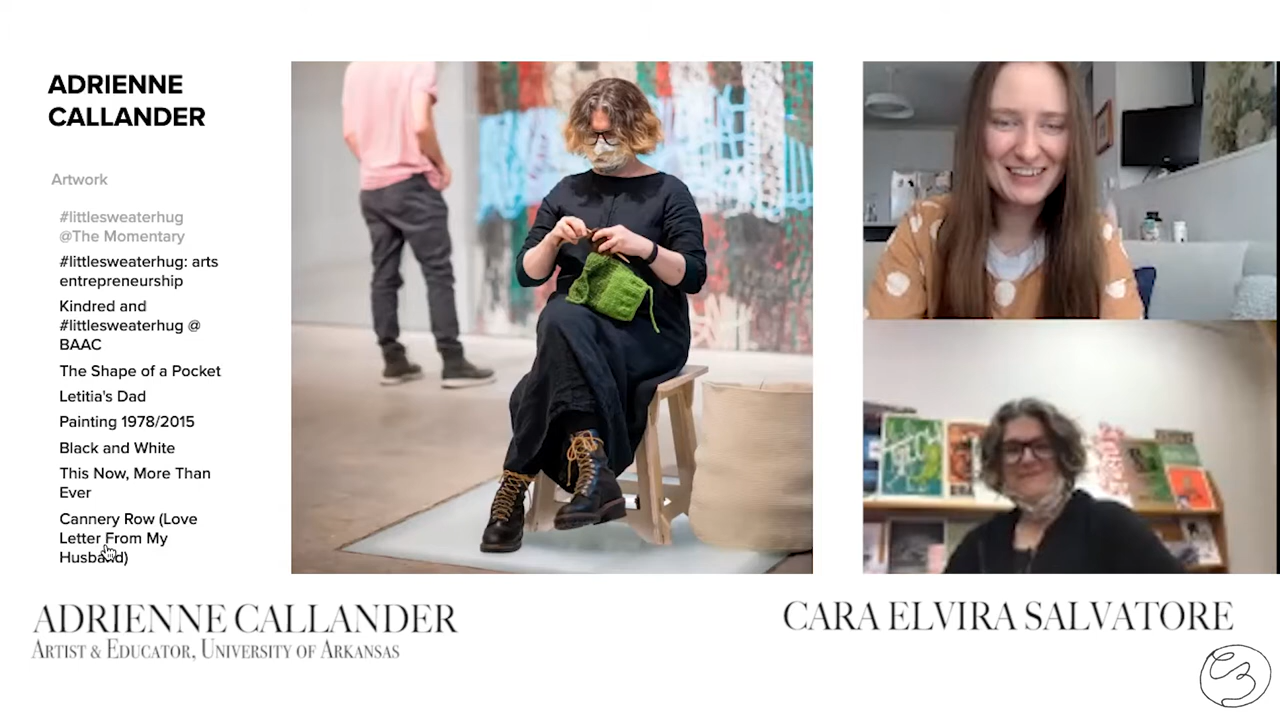 ADRIENNE
CALLANDER
Artwork
#littlesweaterhug
@The Momentary
#littlesweaterhug: arts
entrepreneurship
Kindred and
#littlesweaterhug @
BAAC
The Shape of a Pocket
Letitia's Dad
Painting 1978/2015
Black and White
This Now, More Than
Ever
Cannery Row (Love
Letter From My
Husband)
ADRIENNE CALLANDER
ARTIST & EDUCATOR, UNIVERSITY OF ARKANSAS
CARA ELVIRA SALVATORE